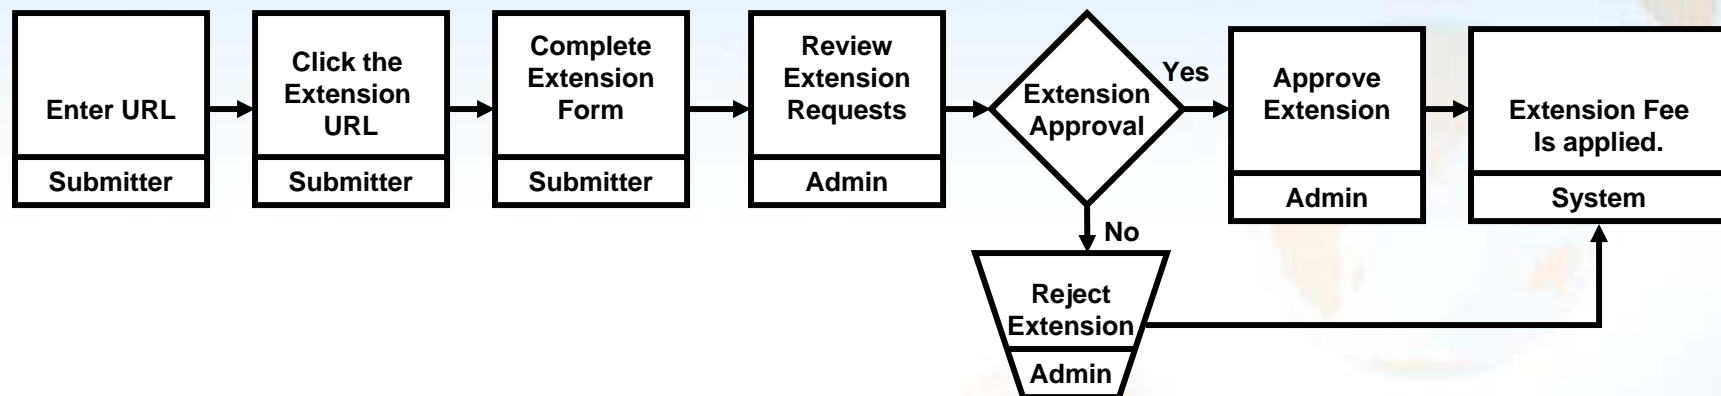 Enter URL
Submitter
Click the
Extension
URL
Submitter
Complete
Extension
Form
Submitter
Review
Extension
Requests
Admin
Extension
Approval
Yes
No
Approve
Extension
Admin
Extension Fee
Is applied.
System
Reject
Extension
Admin